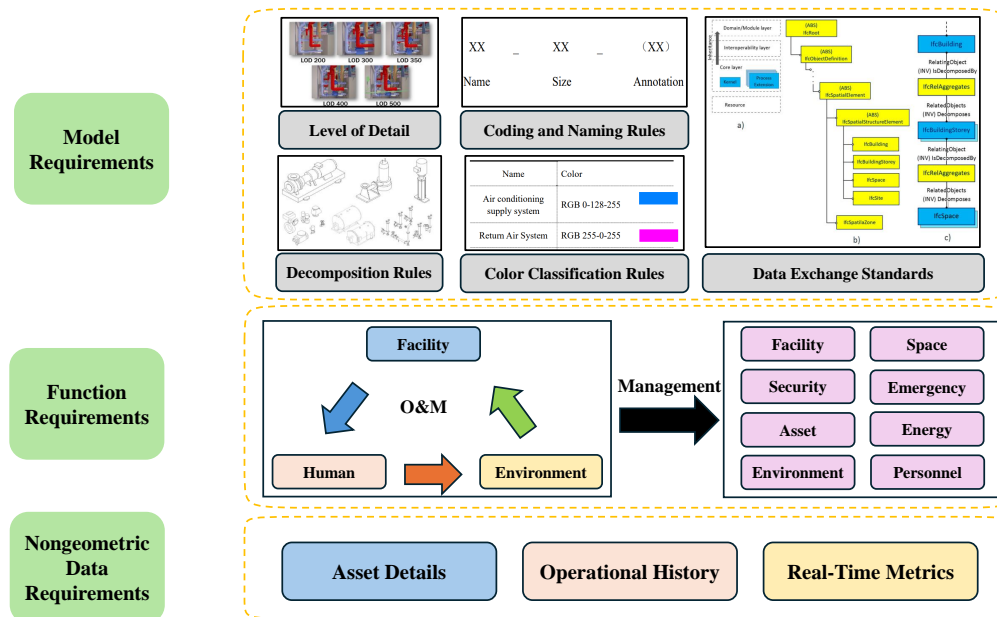 Model
Requirements
LOD 200
LOD 300
LOD 350
LOD 400
LOD 500
Level of Detail
XX _ XX _ (XX)
Name Size Annotation
Coding and Naming Rules
Decomposition Rules
Name Color
Air conditioning
supply system
RGB 0-128-255
Return Air System RGB 255-0-255
Color Classification Rules
Domain/Module layer
Interoperability layer
Core layer
Kernel
Process
Extension
Resource
Inheritance
a)
(ABS)
IfcRoot
(ABS)
IfcObjectDefinition
(ABS)
IfcSpatialElement
(ABS)
IfcSpatialStructureElement
IfcBuilding
IfcBuildingStorey
IfcSpace
IfcSite
IfcSpatilaZone
b)
IfcBuilding
RelatingObject
(INV) IsDecomposedBy
IfcRelAggregates
RelatedObjects
(INV) Decomposes
IfcBuildingStorey
RelatingObject
(INV) IsDecomposedBy
IfcRelAggregates
RelatedObjects
(INV) Decomposes
IfcSpace
c)
Data Exchange Standards
Function
Requirements
Facility
O&M
Human
Environment
Management
Facility
Space
Security
Emergency
Asset
Energy
Environment
Personnel
Nongeometric
Data
Requirements
Asset Details
Operational History
Real-Time Metrics